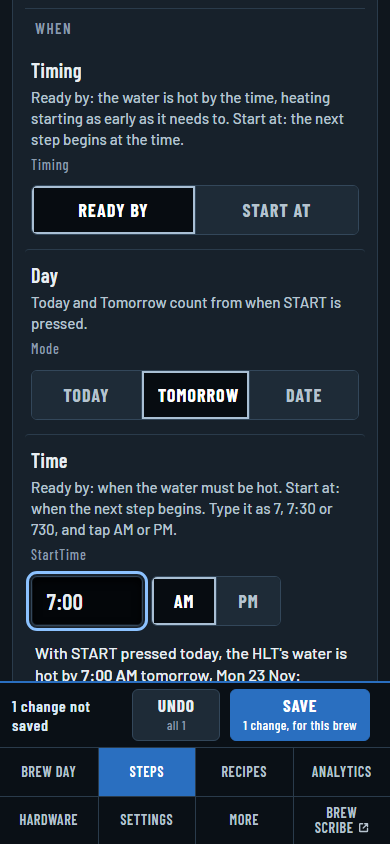 WHEN
Timing
Ready by: the water is hot by the time, heating
starting as early as it needs to. Start at: the next
step begins at the time.
Timing
READY BY
START AT
Day
Today and Tomorrow count from when START is
pressed.
Mode
TODAY
TOMORROW
DATE
Time
Ready by: when the water must be hot. Start at:
when the next step begins. Type it as 7, 7:30 or
730, and tap AM or PM.
StartTime
7:00
AM
PM
With START pressed today, the HLT's water is
hot by 7:00 AM tomorrow, Mon 23 Nov:
1 change not
saved
UNDO
all 1
SAVE
1 change, for this brew
BREW DAY
STEPS
RECIPES
ANALYTICS
HARDWARE
SETTINGS
MORE
BREW
SCRIBE